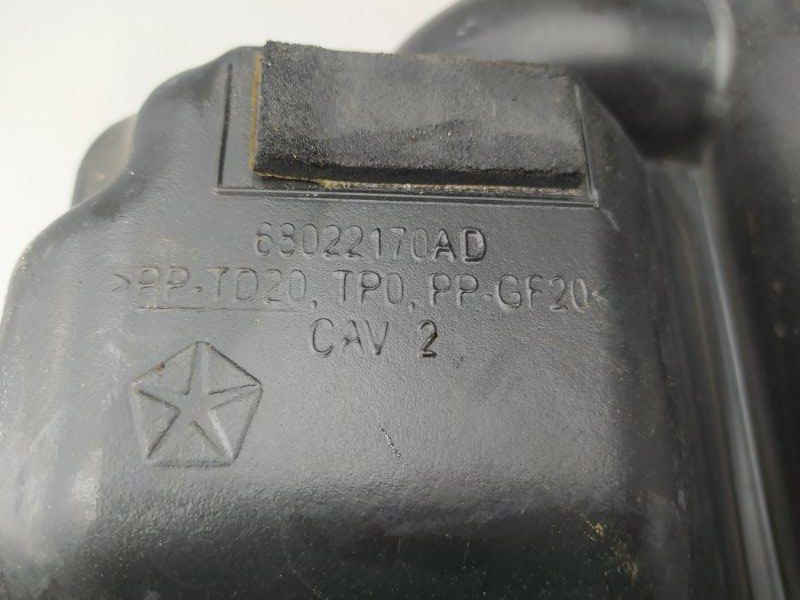 68022170AD
>PP-TD20, TPO, PP-GF20<
CAV 2